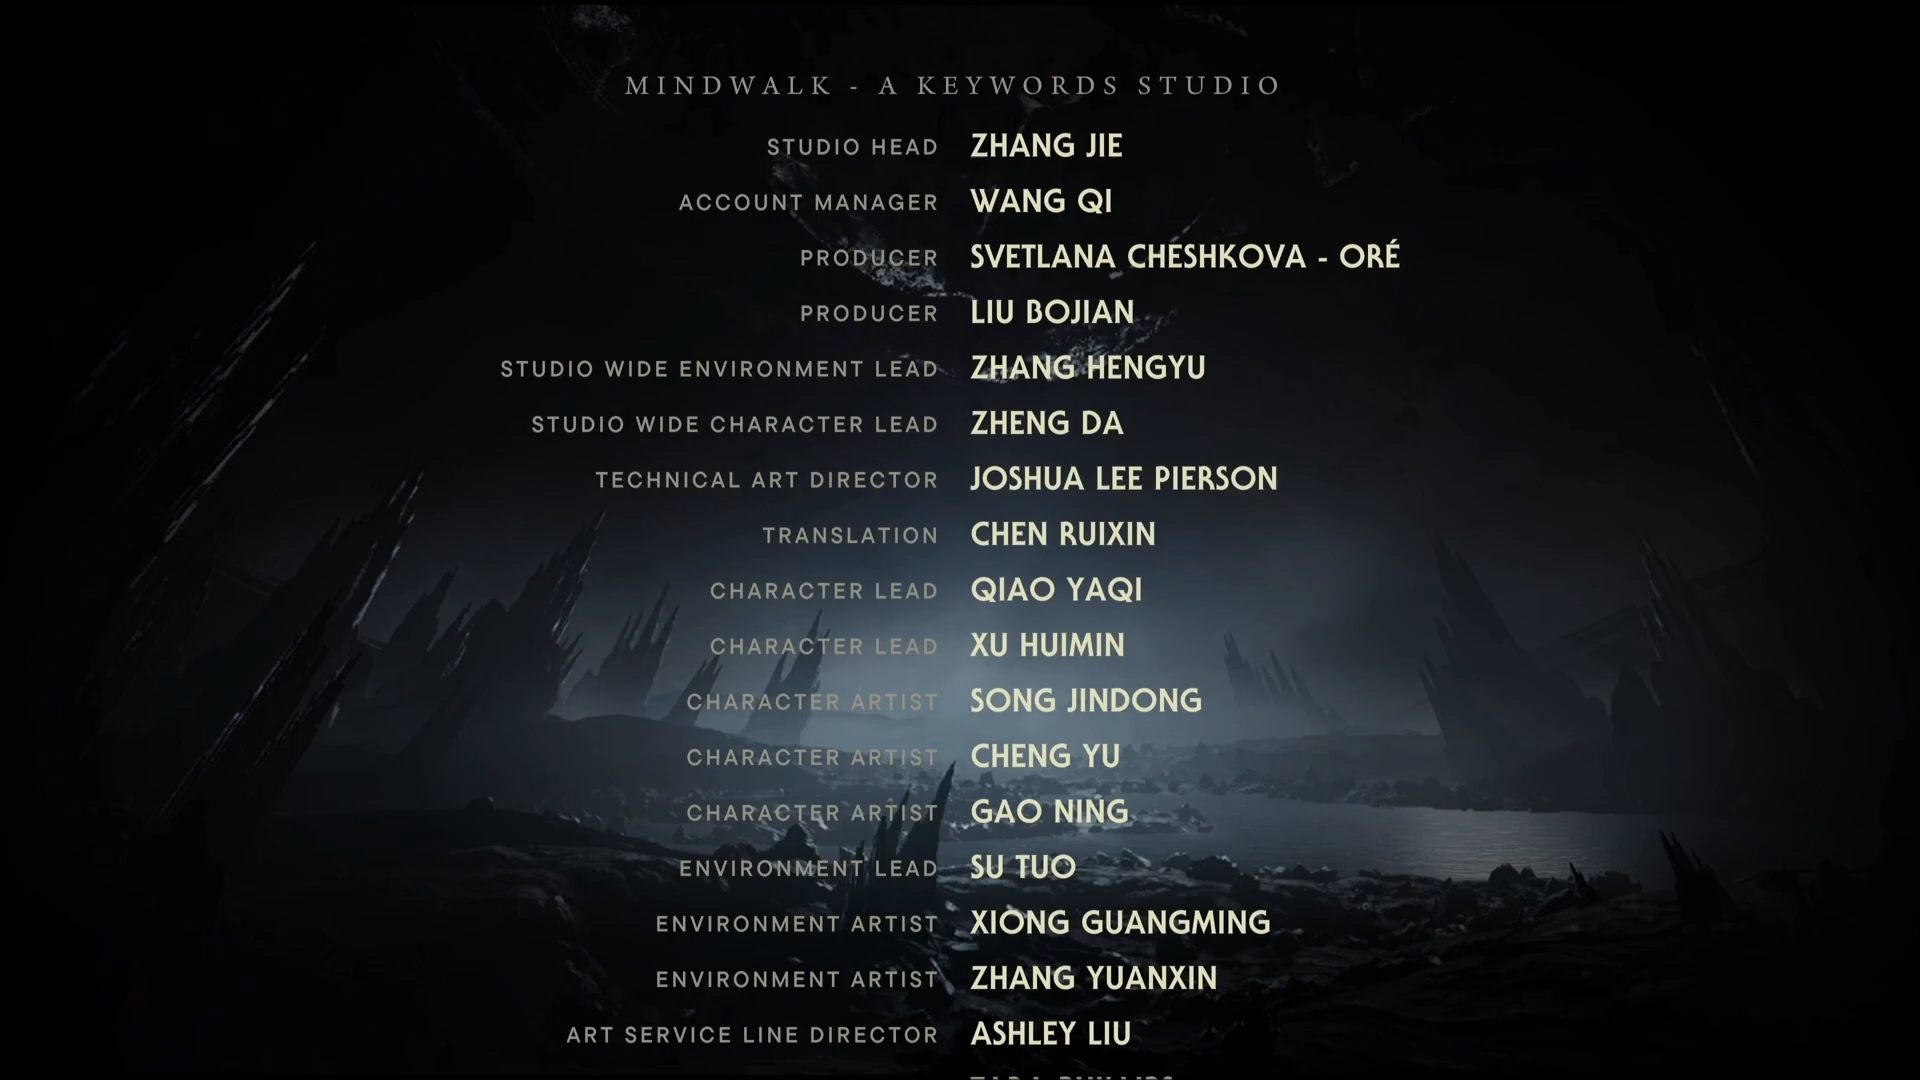 MINDWALK - A KEYWORDS STUDIO
STUDIO HEAD ZHANG JIE
ACCOUNT MANAGER WANG QI
PRODUCER SVETLANA CHESHKOVA - ORÉ
PRODUCER LIU BOJIAN
STUDIO WIDE ENVIRONMENT LEAD ZHANG HENGYU
STUDIO WIDE CHARACTER LEAD ZHENG DA
TECHNICAL ART DIRECTOR JOSHUA LEE PIERSON
TRANSLATION CHEN RUIXIN
CHARACTER LEAD QIAO YAQI
CHARACTER LEAD XU HUIMIN
CHARACTER ARTIST SONG JINDONG
CHARACTER ARTIST CHENG YU
CHARACTER ARTIST GAO NING
ENVIRONMENT LEAD SU TUO
ENVIRONMENT ARTIST XIONG GUANGMING
ENVIRONMENT ARTIST ZHANG YUANXIN
ART SERVICE LINE DIRECTOR ASHLEY LIU